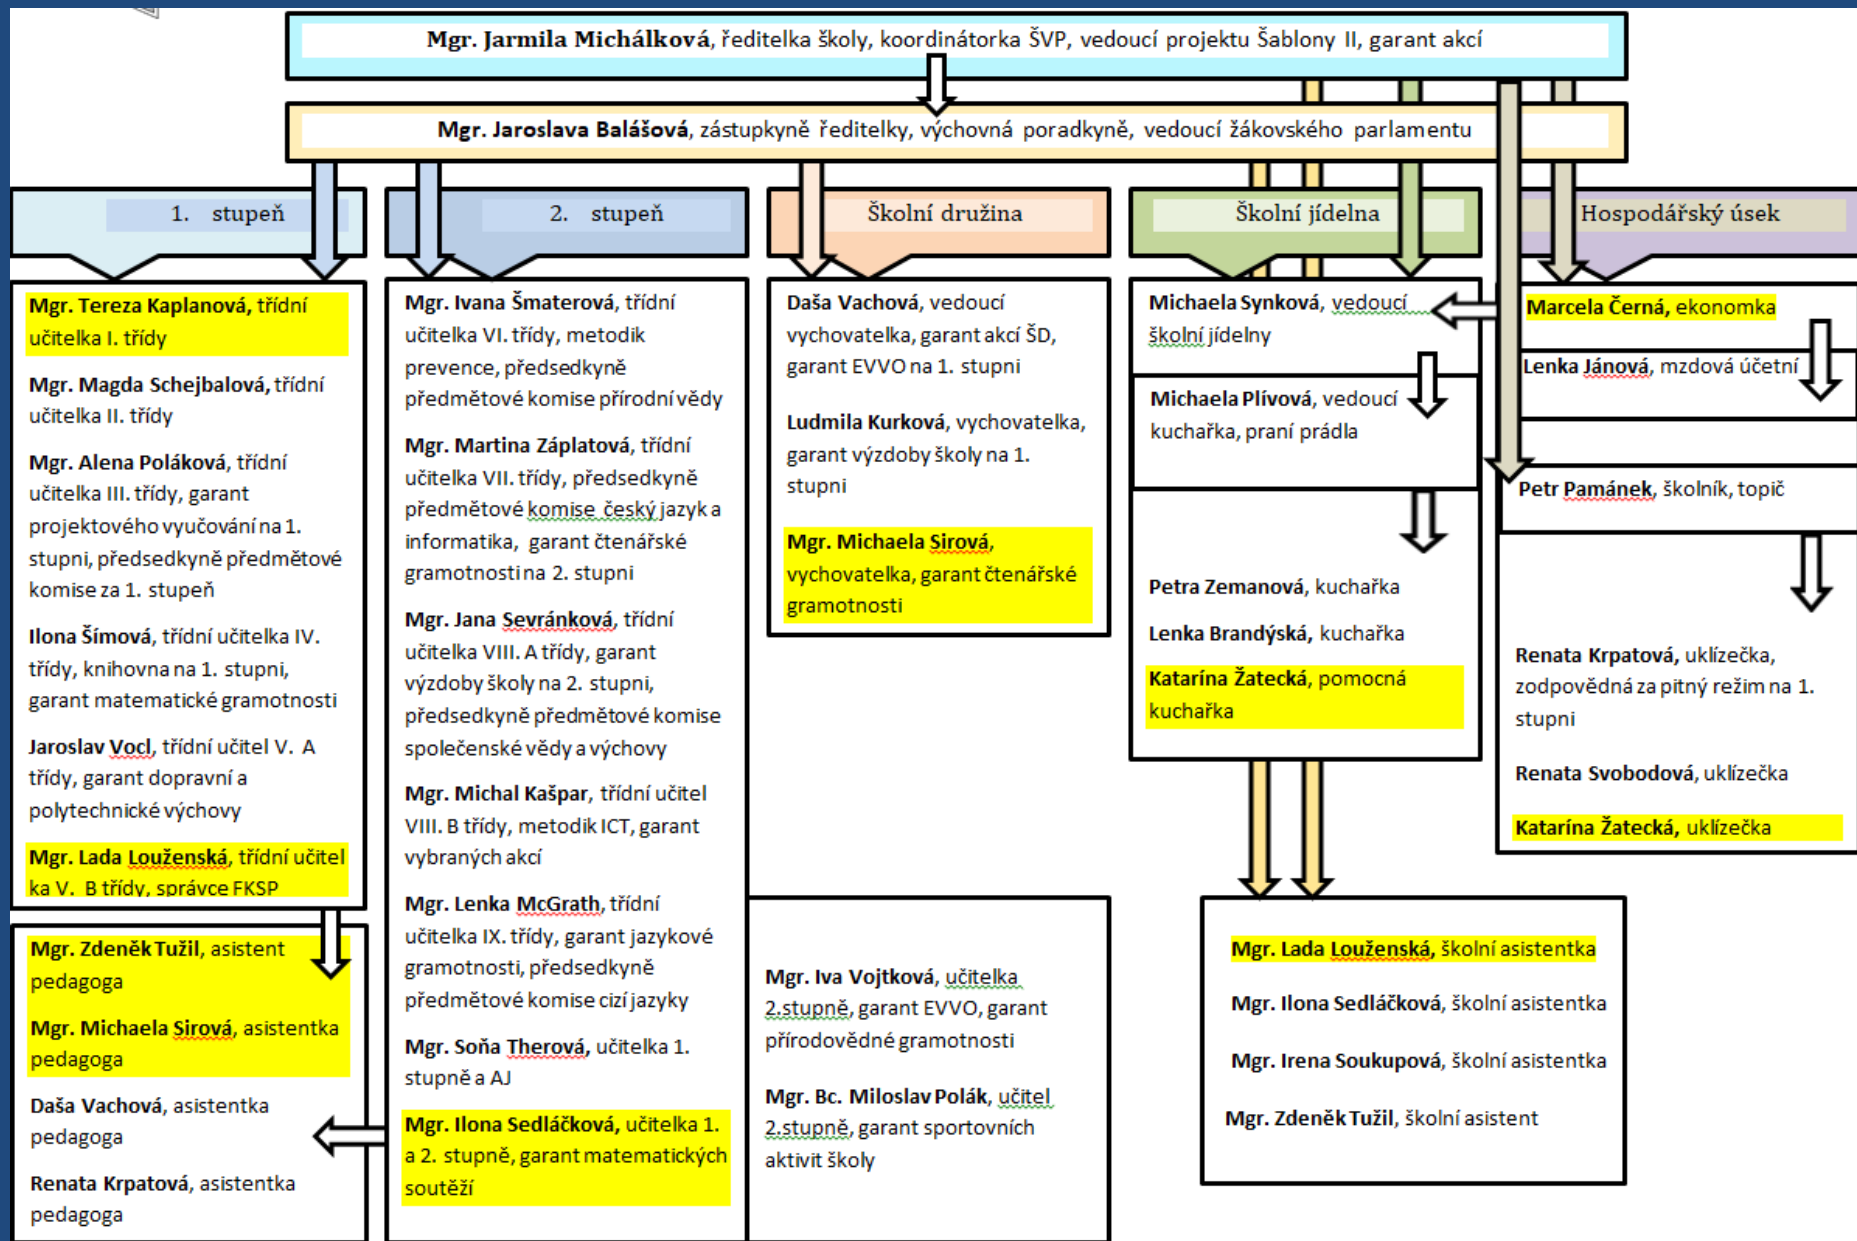 Mgr. Jarmila Michálková, ředitelka školy, koordinátorka ŠVP, vedoucí projektu Šablony II, garant akcí
Mgr. Jaroslava Balášová, zástupkyně ředitelky, výchovná poradkyně, vedoucí žákovského parlamentu
1. stupeň
Mgr. Tereza Kaplanová, třídní
učitelka I. třídy
Mgr. Magda Schejbalová, třídní
učitelka II. třídy
Mgr. Alena Poláková, třídní
učitelka III. třídy, garant
projektového vyučování na 1.
stupni, předsedkyně předmětové
komise za 1. stupeň
Ilona Šímová, třídní učitelka IV.
třídy, knihovna na 1. stupni,
garant matematické gramotnosti
Jaroslav Vocl, třídní učitel V. A
třídy, garant dopravní a
polytechnické výchovy
Mgr. Lada Louženská, třídní učitel
ka V. B třídy, správce FKSP
Mgr. Zdeněk Tužil, asistent
pedagoga
Mgr. Michaela Sirová, asistentka
pedagoga
Daša Vachová, asistentka
pedagoga
Renata Krpatová, asistentka
pedagoga
2. stupeň
Mgr. Ivana Šmaterová, třídní
učitelka VI. třídy, metodik
prevence, předsedkyně
předmětové komise přírodní vědy
Mgr. Martina Záplatová, třídní
učitelka VII. třídy, předsedkyně
předmětové komise český jazyk a
informatika, garant čtenářské
gramotnosti na 2. stupni
Mgr. Jana Sevránková, třídní
učitelka VIII. A třídy, garant
výzdoby školy na 2. stupni,
předsedkyně předmětové komise
společenské vědy a výchovy
Mgr. Michal Kašpar, třídní učitel
VIII. B třídy, metodik ICT, garant
vybraných akcí
Mgr. Lenka McGrath, třídní
učitelka IX. třídy, garant jazykové
gramotnosti, předsedkyně
předmětové komise cizí jazyky
Mgr. Soňa Therová, učitelka 1.
stupně a AJ
Mgr. Ilona Sedláčková, učitelka 1.
a 2. stupně, garant matematických
soutěží
Školní družina
Daša Vachová, vedoucí
vychovatelka, garant akcí ŠD,
garant EVVO na 1. stupni
Ludmila Kurková, vychovatelka,
garant výzdoby školy na 1.
stupni
Mgr. Michaela Sirová,
vychovatelka, garant čtenářské
gramotnosti
Mgr. Iva Vojtková, učitelka
2.stupně, garant EVVO, garant
přírodovědné gramotnosti
Mgr. Bc. Miloslav Polák, učitel
2.stupně, garant sportovních
aktivit školy
Školní jídelna
Michaela Synková, vedoucí
školní jídelny
Michaela Plívová, vedoucí
kuchařka, praní prádla
Petra Zemanová, kuchařka
Lenka Brandýská, kuchařka
Katarína Žatecká, pomocná
kuchařka
Mgr. Lada Louženská, školní asistentka
Mgr. Ilona Sedláčková, školní asistentka
Mgr. Irena Soukupová, školní asistentka
Mgr. Zdeněk Tužil, školní asistent
Hospodářský úsek
Marcela Černá, ekonomka
Lenka Jánová, mzdová účetní
Petr Pamánek, školník, topič
Renata Krpatová, uklízečka,
zodpovědná za pitný režim na 1.
stupni
Renata Svobodová, uklízečka
Katarína Žatecká, uklízečka